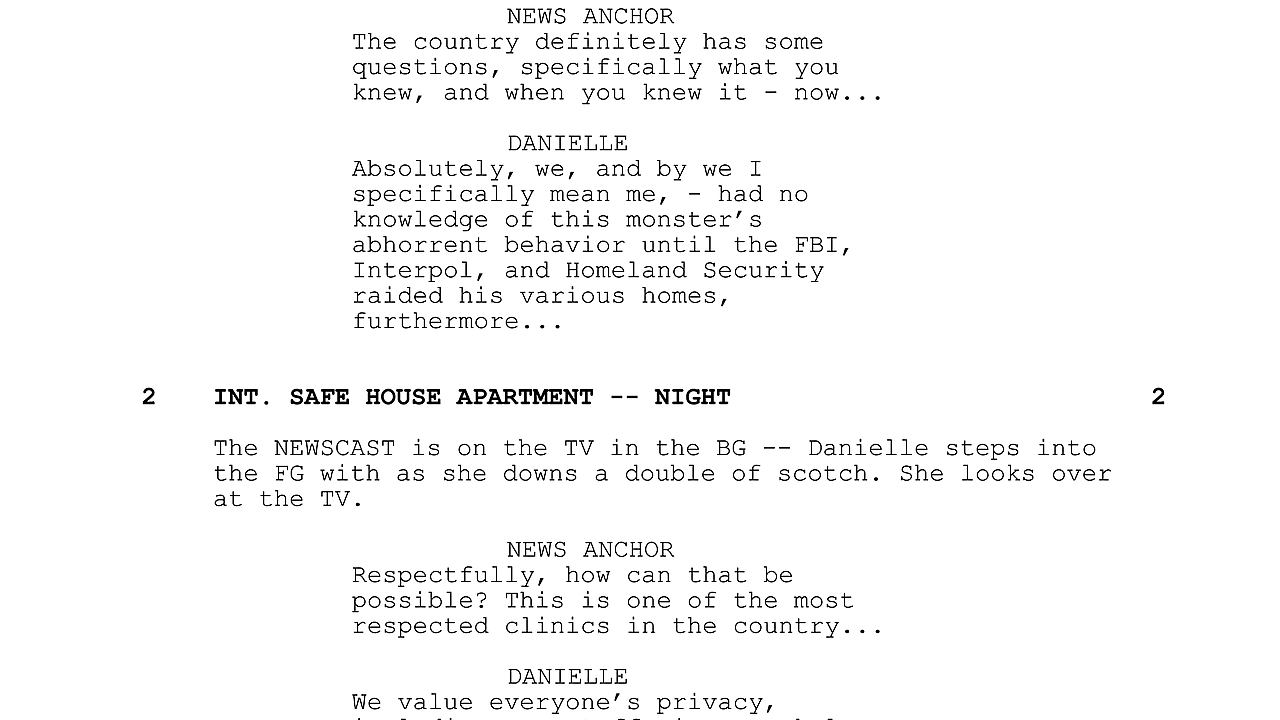 NEWS ANCHOR
The country definitely has some
questions, specifically what you
knew, and when you knew it - now...
DANIELLE
Absolutely, we, and by we I
specifically mean me, - had no
knowledge of this monster's
abhorrent behavior until the FBI,
Interpol, and Homeland Security
raided his various homes,
furthermore...
2 INT. SAFE HOUSE APARTMENT -- NIGHT 2
The NEWSCAST is on the TV in the BG -- Danielle steps into
the FG with as she downs a double of scotch. She looks over
at the TV.
NEWS ANCHOR
Respectfully, how can that be
possible? This is one of the most
respected clinics in the country...
DANIELLE
We value everyone's privacy,